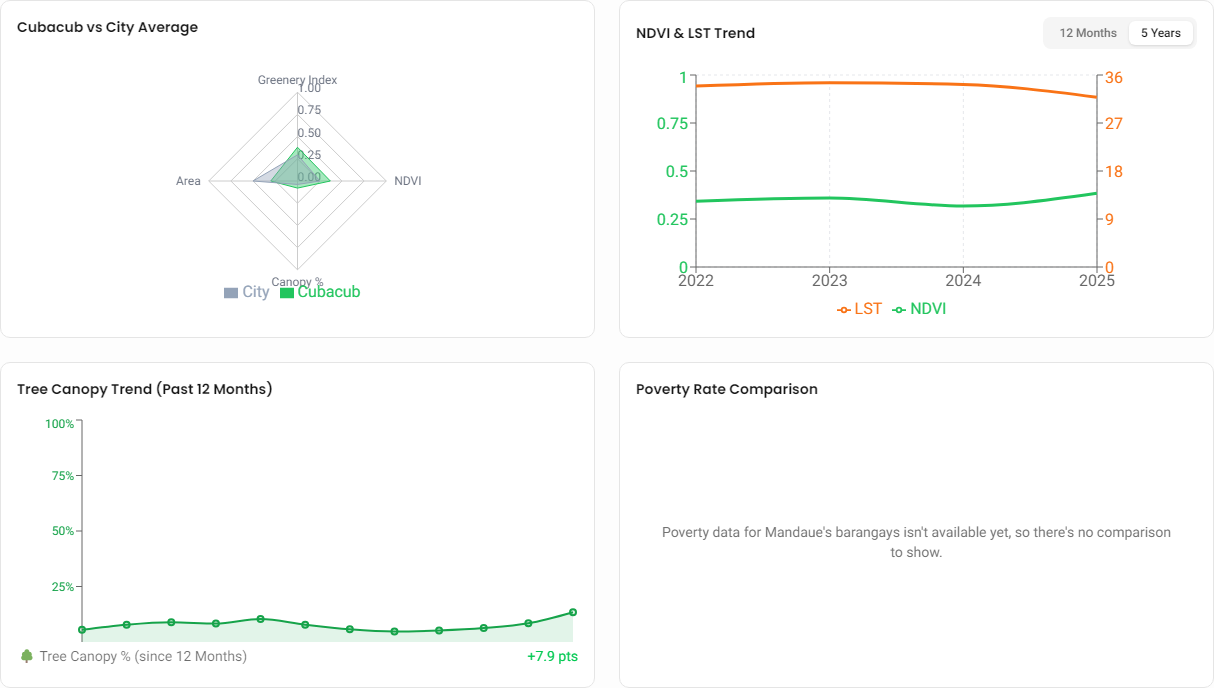 Cubacub vs City Average
Greenery Index
1.00
0.75
0.50
0.25
0.00
Area
NDVI
Canopy %
City
Cubacub
NDVI & LST Trend
12 Months
5 Years
1
0.75
0.5
0.25
0
36
27
18
9
0
2022
2023
2024
2025
LST
NDVI
Tree Canopy Trend (Past 12 Months)
100%
75%
50%
25%
Tree Canopy % (since 12 Months)
+7.9 pts
Poverty Rate Comparison
Poverty data for Mandaue's barangays isn't available yet, so there's no comparison
to show.